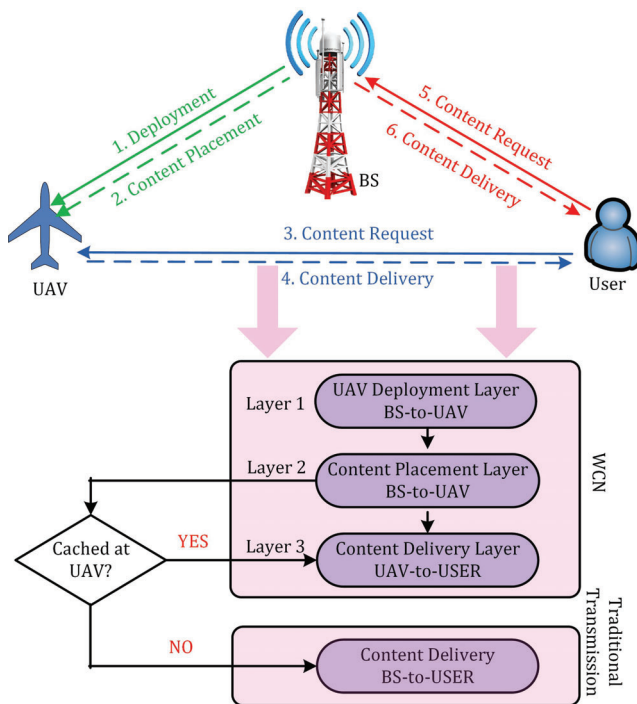 1. Deployment
2. Content Placement
5. Content Request
6. Content Delivery
BS
3. Content Request
4. Content Delivery
UAV
User
Layer 1
UAV Deployment Layer
BS-to-UAV
Layer 2
Content Placement Layer
BS-to-UAV
WCN
Cached at
UAV?
YES
Layer 3
Content Delivery Layer
UAV-to-USER
NO
Content Delivery
BS-to-USER
Traditional
Transmission